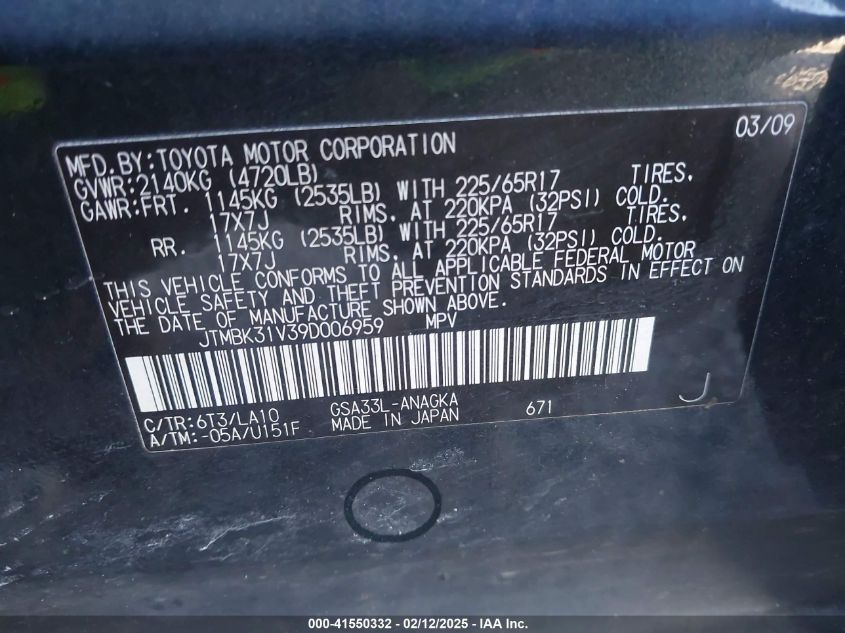 03/09
MFD.BY:TOYOTA MOTOR CORPORATION
GVWR:2140KG (4720LB)
GAWR:FRT. 1145KG (2535LB) WITH 225/65R17 TIRES.
17X7J RIMS. AT 220KPA (32PSI) COLD.
RR. 1145KG (2535LB) WITH 225/65R17 TIRES.
17X7J RIMS. AT 220KPA (32PSI) COLD.
THIS VEHICLE CONFORMS TO ALL APPLICABLE FEDERAL MOTOR
VEHICLE SAFETY AND THEFT PREVENTION STANDARDS IN EFFECT ON
THE DATE OF MANUFACTURE SHOWN ABOVE.
JTMBK31V39D006959 MPV
C/TR:6T3/LA10 GSA33L-ANAGKA 671
A/TM:-05A/U151F MADE IN JAPAN
J
000-41550332 - 02/12/2025 - IAA Inc.